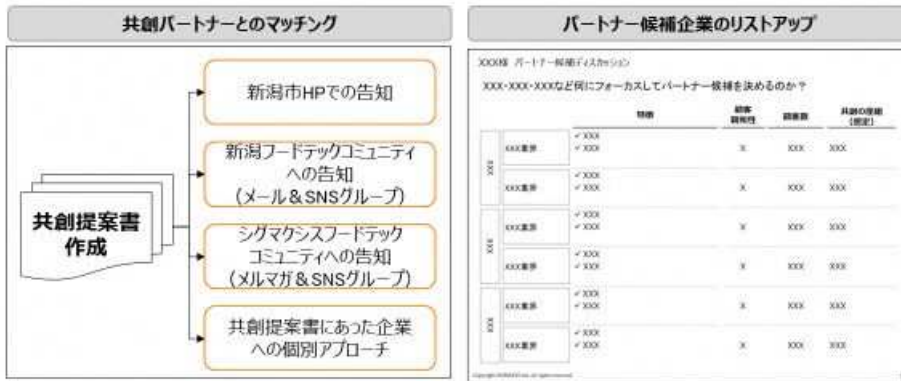 共創パートナーとのマッチング
共創提案書
作成
新潟市HPでの告知
新潟フードテックコミュニティ
への告知
(メール&SNSグループ)
シグマクシスフードテック
コミュニティへの告知
(メルマガ&SNSグループ)
共創提案書にあった企業
への個別アプローチ
パートナー候補企業のリストアップ
XXX様 パートナー候補ディスカッション
XXX・XXX・XXXなど何にフォーカスしてパートナー候補を決めるのか?
特徴 顧客 顧客数 共創の座組
親和性 (想定)
XXX
XXX業界 ✓ XXX
✓ XXX X XXX XXX
XXX業界 ✓ XXX
✓ XXX X XXX XXX
XXX
XXX業界 ✓ XXX
✓ XXX X XXX XXX
XXX業界 ✓ XXX
✓ XXX X XXX XXX
XXX
XXX業界 ✓ XXX
✓ XXX X XXX XXX
XXX業界 ✓ XXX
✓ XXX X XXX XXX